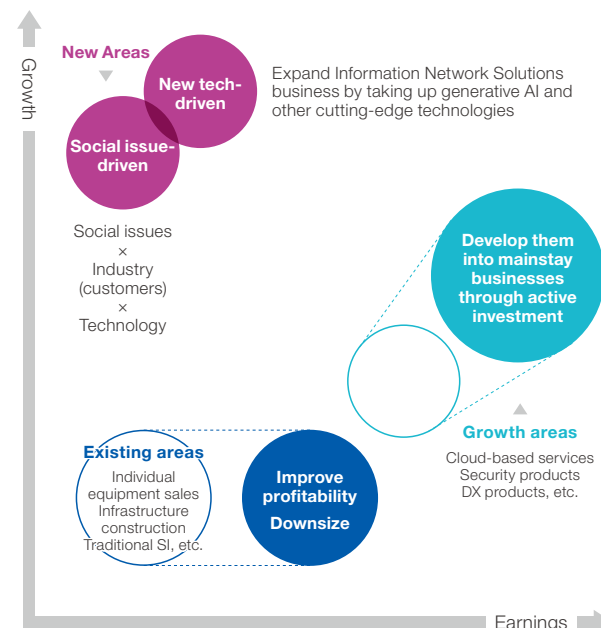 Growth
New Areas
New tech-
driven
Social issue-
driven
Expand Information Network Solutions
business by taking up generative AI and
other cutting-edge technologies
Social issues
×
Industry
(customers)
×
Technology
Develop them
into mainstay
businesses
through active
investment
Growth areas
Cloud-based services
Security products
DX products, etc.
Existing areas
Individual
equipment sales
Infrastructure
construction
Traditional SI, etc.
Improve
profitability
Downsize
Earnings